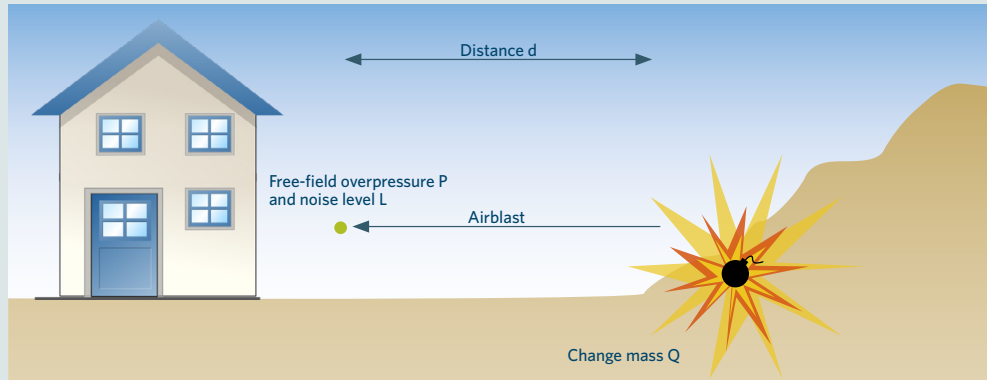 Distance d
Free-field overpressure P
and noise level L
Airblast
Change mass Q